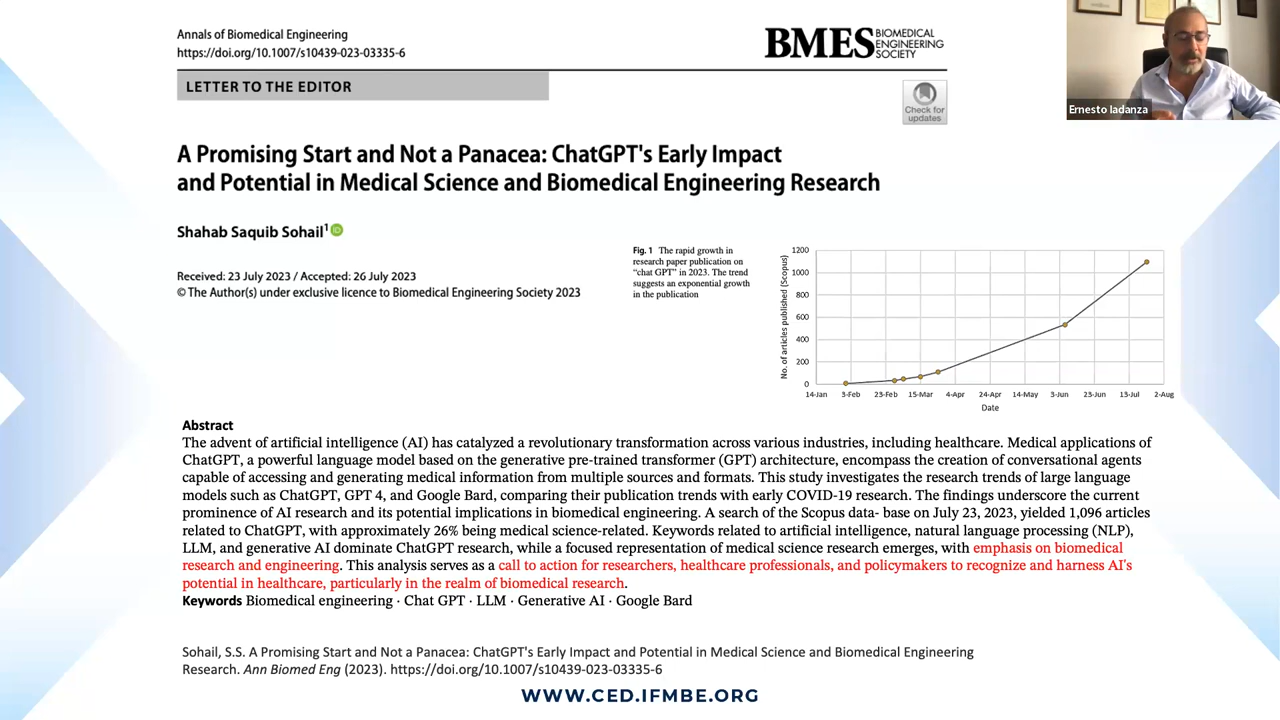 Annals of Biomedical Engineering
https://doi.org/10.1007/s10439-023-03335-6
BMES BIOMEDICAL
ENGINEERING
SOCIETY
LETTER TO THE EDITOR
Check for
updates
Ernesto Iadanza
A Promising Start and Not a Panacea: ChatGPT's Early Impact
and Potential in Medical Science and Biomedical Engineering Research
Shahab Saquib Sohail1 iD
Received: 23 July 2023 / Accepted: 26 July 2023
© The Author(s) under exclusive licence to Biomedical Engineering Society 2023
Fig. 1 The rapid growth in
research paper publication on
“chat GPT” in 2023. The trend
suggests an exponential growth
in the publication
No. of articles published (Scopus)
1200
1000
800
600
400
200
0
14-Jan 3-Feb 23-Feb 15-Mar 4-Apr 24-Apr 14-May 3-Jun 23-Jun 13-Jul 2-Aug
Date
Abstract
The advent of artificial intelligence (AI) has catalyzed a revolutionary transformation across various industries, including healthcare. Medical applications of
ChatGPT, a powerful language model based on the generative pre-trained transformer (GPT) architecture, encompass the creation of conversational agents
capable of accessing and generating medical information from multiple sources and formats. This study investigates the research trends of large language
models such as ChatGPT, GPT 4, and Google Bard, comparing their publication trends with early COVID-19 research. The findings underscore the current
prominence of AI research and its potential implications in biomedical engineering. A search of the Scopus data- base on July 23, 2023, yielded 1,096 articles
related to ChatGPT, with approximately 26% being medical science-related. Keywords related to artificial intelligence, natural language processing (NLP),
LLM, and generative AI dominate ChatGPT research, while a focused representation of medical science research emerges, with emphasis on biomedical
research and engineering. This analysis serves as a call to action for researchers, healthcare professionals, and policymakers to recognize and harness AI's
potential in healthcare, particularly in the realm of biomedical research.
Keywords Biomedical engineering · Chat GPT · LLM · Generative AI · Google Bard
Sohail, S.S. A Promising Start and Not a Panacea: ChatGPT's Early Impact and Potential in Medical Science and Biomedical Engineering
Research. Ann Biomed Eng (2023). https://doi.org/10.1007/s10439-023-03335-6
WWW.CED.IFMBE.ORG